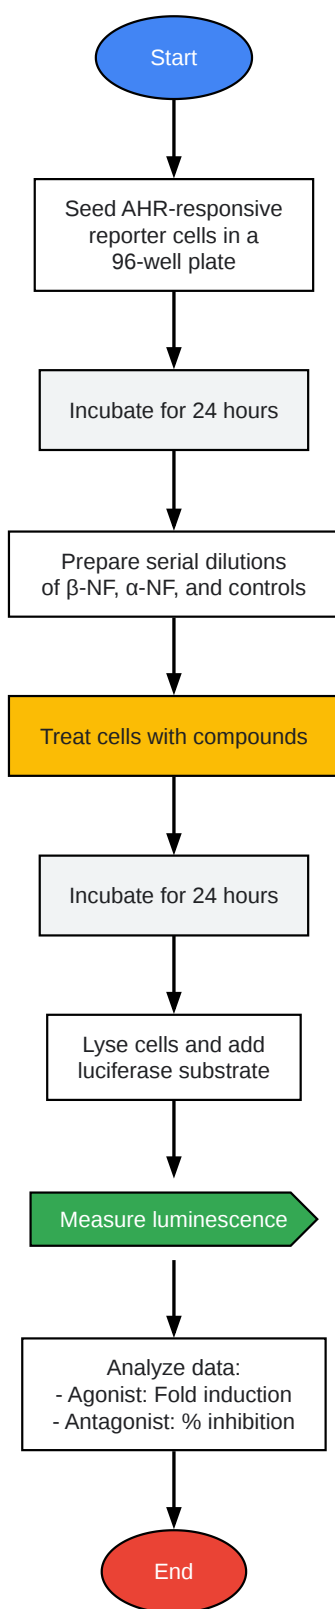 Start
Seed AHR-responsive
reporter cells in a
96-well plate
Incubate for 24 hours
Prepare serial dilutions
of β-NF, α-NF, and controls
Treat cells with compounds
Incubate for 24 hours
Lyse cells and add
luciferase substrate
Measure luminescence
Analyze data:
- Agonist: Fold induction
- Antagonist: % inhibition
End